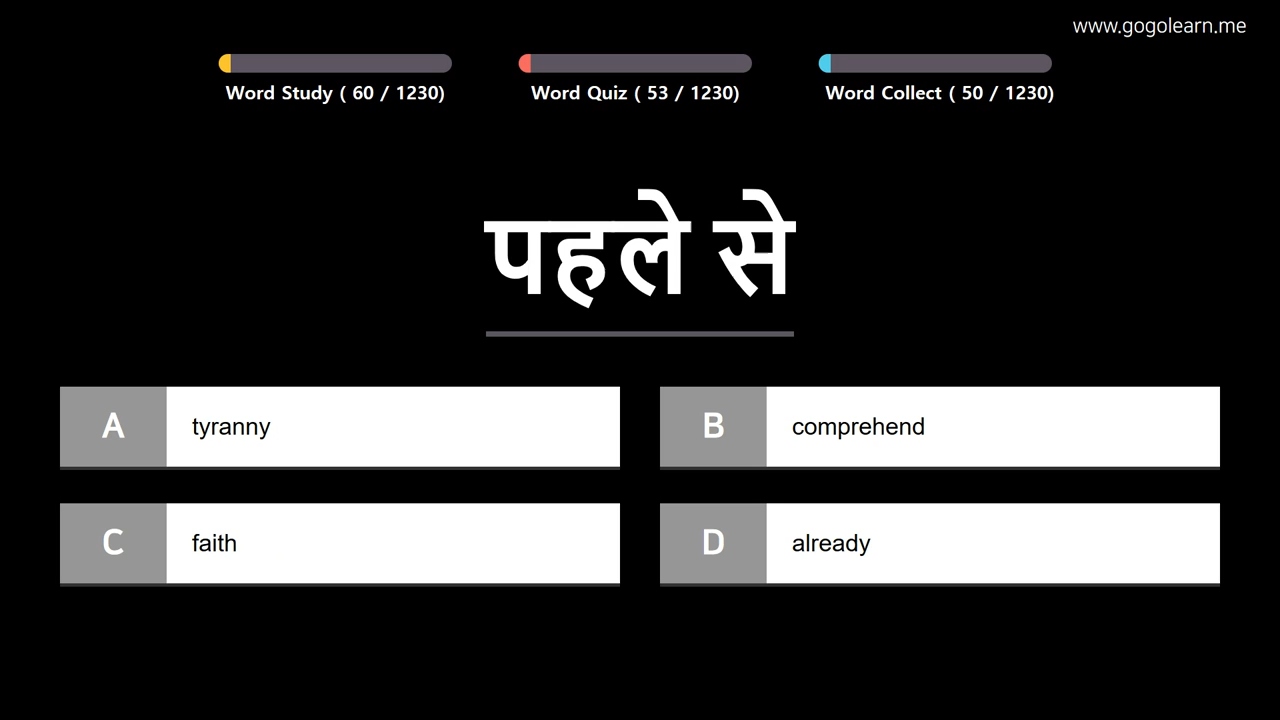 www.gogolearn.me
Word Study ( 60 / 1230)
Word Quiz ( 53 / 1230)
Word Collect ( 50 / 1230)
पहले से
A tyranny
B comprehend
C faith
D already